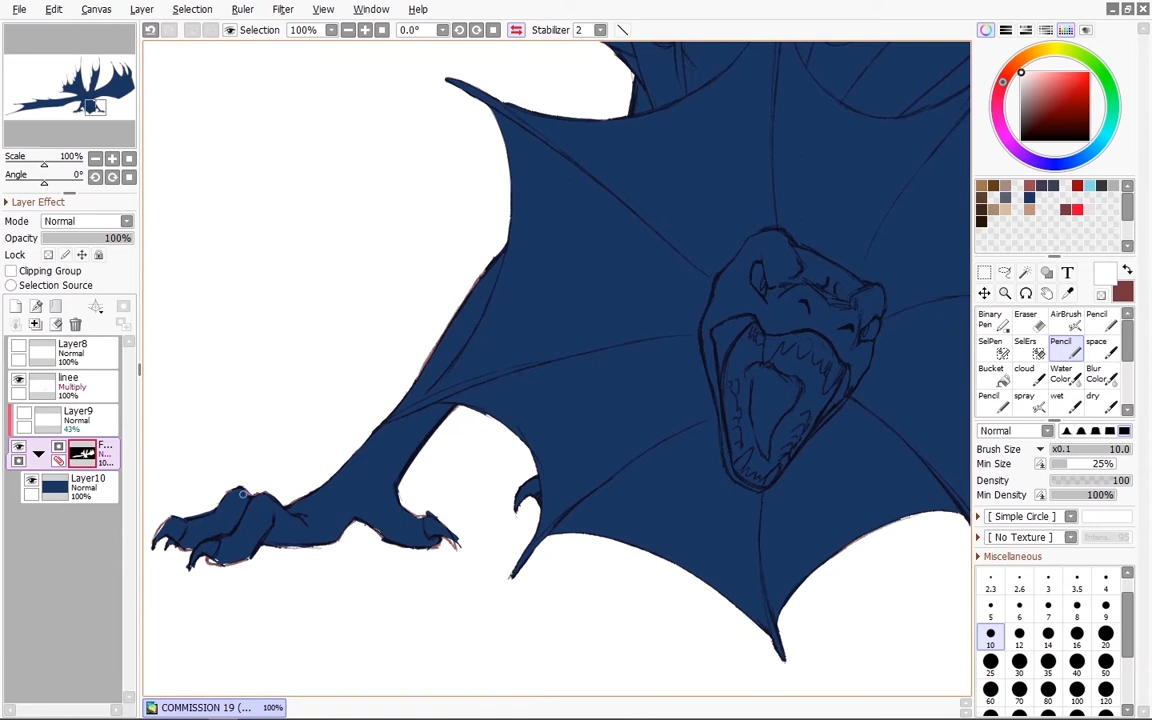 File Edit Canvas Layer Selection Ruler Filter View Window Help
Selection 100% 0.0° Stabilizer 2
Scale 100%
Angle 0°
Layer Effect
Mode Normal
Opacity 100%
Lock
Clipping Group
Selection Source
Layer8
Normal
100%
linee
Multiply
100%
Layer9
Normal
43%
F...
N...
10...
Layer10
Normal
100%
COMMISSION 19 (... 100%
T
Binary Pen Eraser AirBrush Pencil
SelPen SelErs Pencil space
Bucket cloud Water Color Blur Color
Pencil spray wet dry
Normal
Brush Size x0.1 10.0
Min Size 25%
Density 100
Min Density 100%
[ Simple Circle ]
[ No Texture ] Intens. 95
Miscellaneous
2.3 2.6 3 3.5 4
5 6 7 8 9
10 12 14 16 20
25 30 35 40 50
60 70 80 100 120